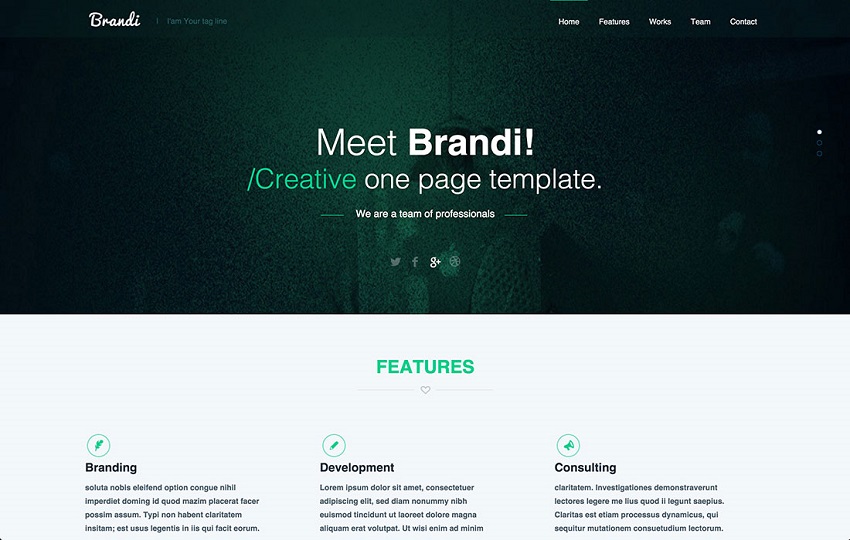 Brandi | I'am Your tag line
Home Features Works Team Contact
Meet Brandi!
/Creative one page template.
We are a team of professionals
FEATURES
Branding
soluta nobis eleifend option congue nihil
imperdiet doming id quod mazim placerat facer
possim assum. Typi non habent claritatem
insitam; est usus legentis in iis qui facit eorum.
Development
Lorem ipsum dolor sit amet, consectetuer
adipiscing elit, sed diam nonummy nibh
euismod tincidunt ut laoreet dolore magna
aliquam erat volutpat. Ut wisi enim ad minim
Consulting
claritatem. Investigationes demonstraverunt
lectores legere me lius quod ii legunt saepius.
Claritas est etiam processus dynamicus, qui
sequitur mutationem consuetudium lectorum.